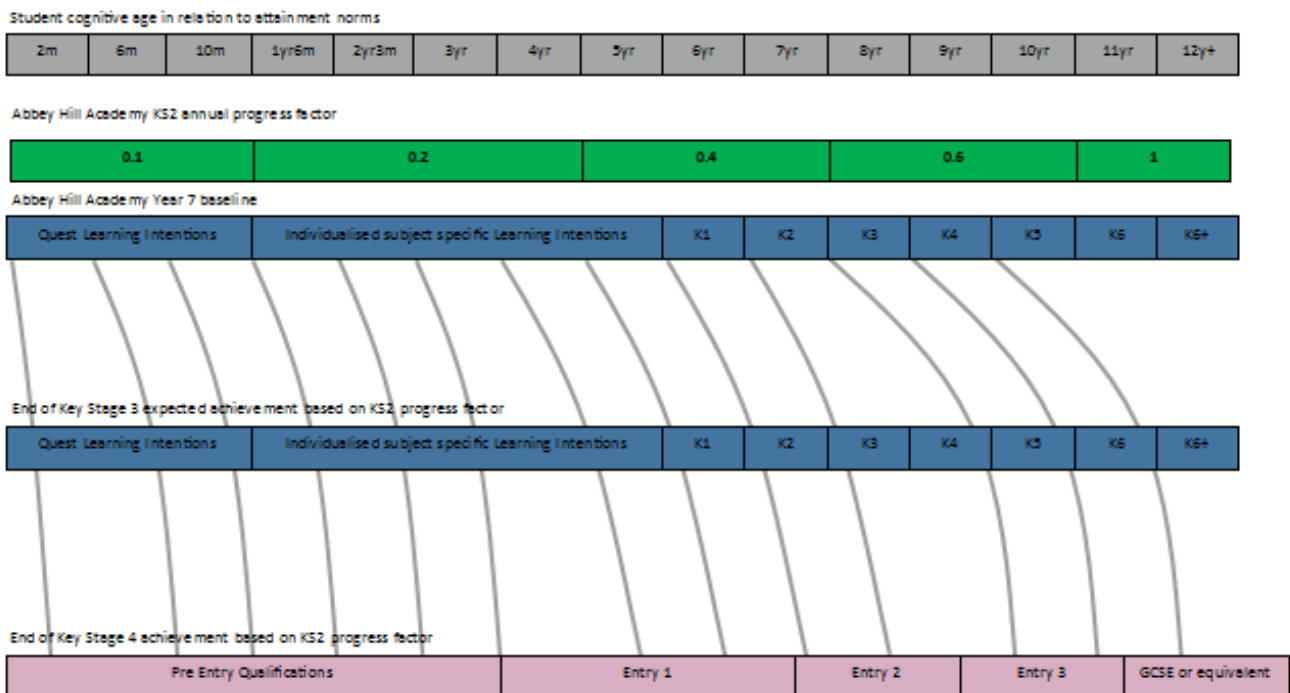 Student cognitive age in relation to attainment norms
2m 6m 10m 1yr6m 2yr3m 3yr 4yr 5yr 6yr 7yr 8yr 9yr 10yr 11yr 12y+
Abbey Hill Academy KS2 annual progress factor
0.1 0.2 0.4 0.6 1
Abbey Hill Academy Year 7 baseline
Quest Learning Intentions Individualised subject specific Learning Intentions K1 K2 K3 K4 K5 K6 K6+
End of Key Stage 3 expected achievement based on KS2 progress factor
Quest Learning Intentions Individualised subject specific Learning Intentions K1 K2 K3 K4 K5 K6 K6+
End of Key Stage 4 achievement based on KS2 progress factor
Pre Entry Qualifications Entry 1 Entry 2 Entry 3 GCSE or equivalent